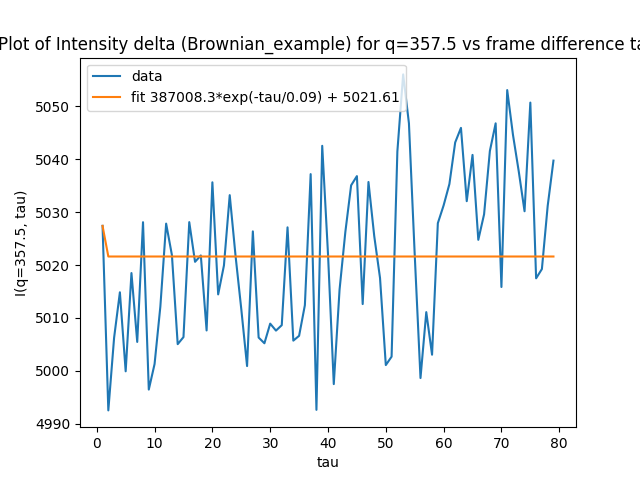 Plot of Intensity delta (Brownian_example) for q=357.5 vs frame difference ta
data
fit 387008.3*exp(-tau/0.09) + 5021.61
I(q=357.5, tau)
5050
5040
5030
5020
5010
5000
4990
0 10 20 30 40 50 60 70 80
tau